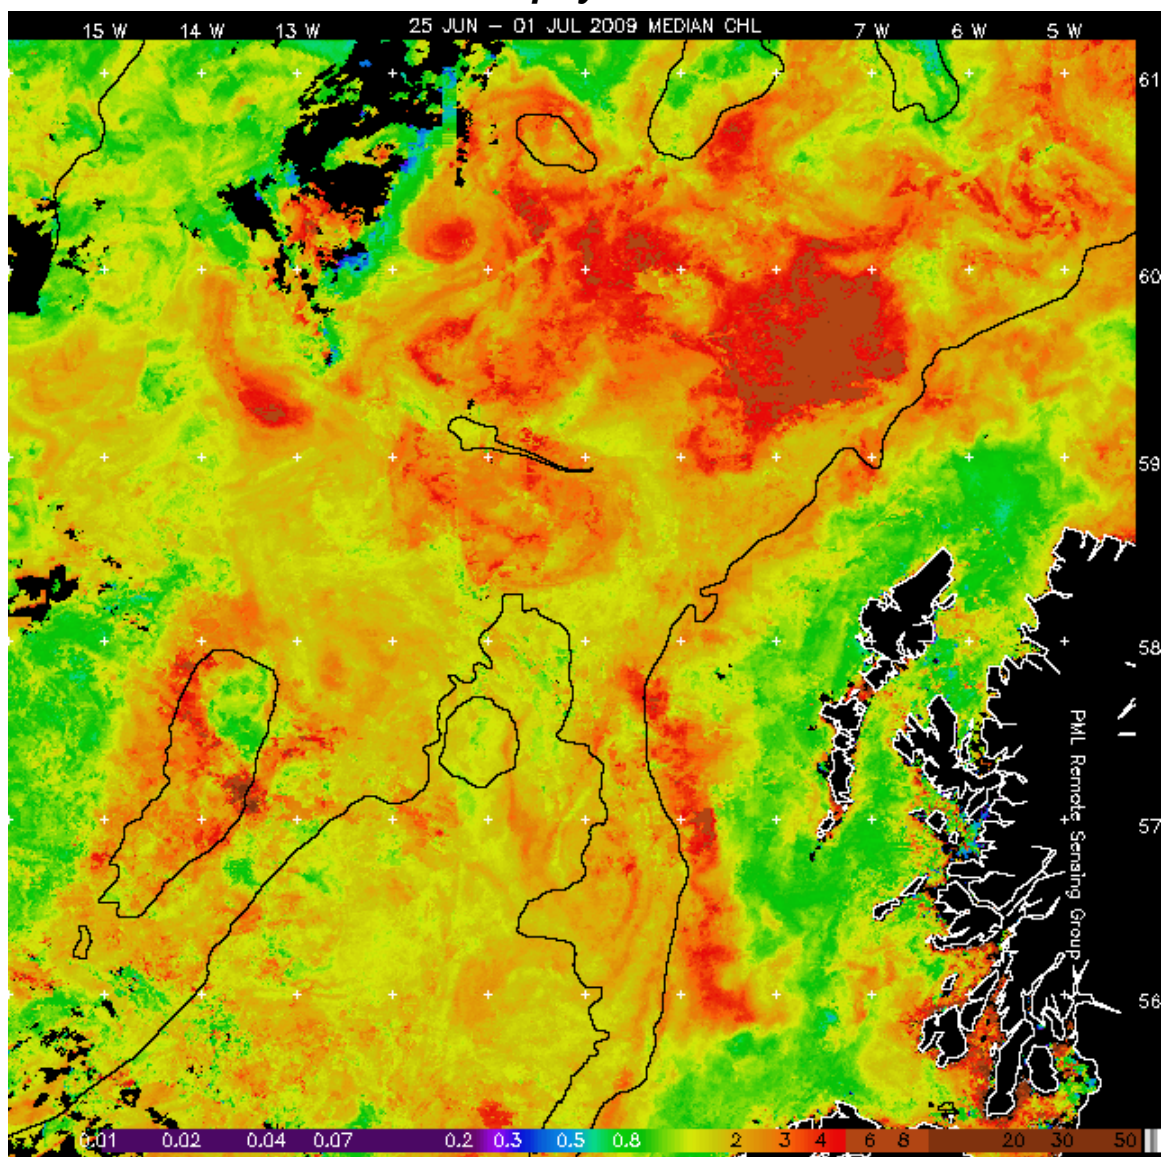 25 JUN – 01 JUL 2009 MEDIAN CHL
15 W 14 W 13 W 7 W 6 W 5 W
61
60
59
58
57
56
PML Remote Sensing Group
0.01 0.02 0.04 0.07 0.2 0.3 0.5 0.8 2 3 4 6 8 20 30 50